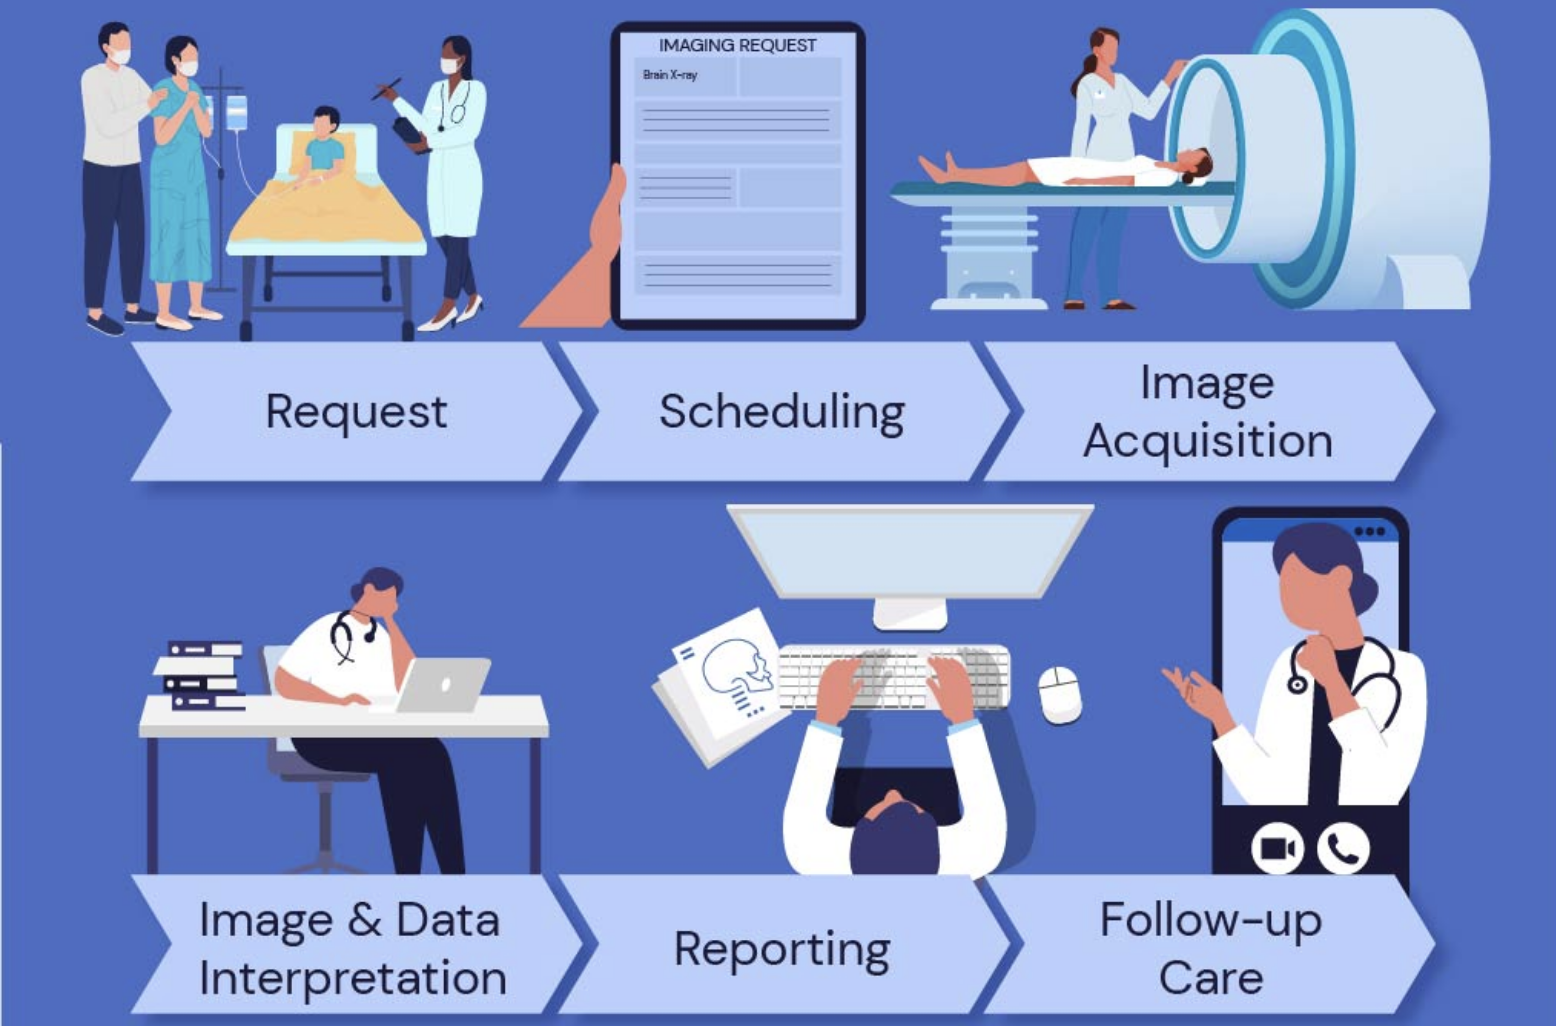 IMAGING REQUEST
Brain X-ray
Request
Scheduling
Image
Acquisition
Image & Data
Interpretation
Reporting
Follow-up
Care